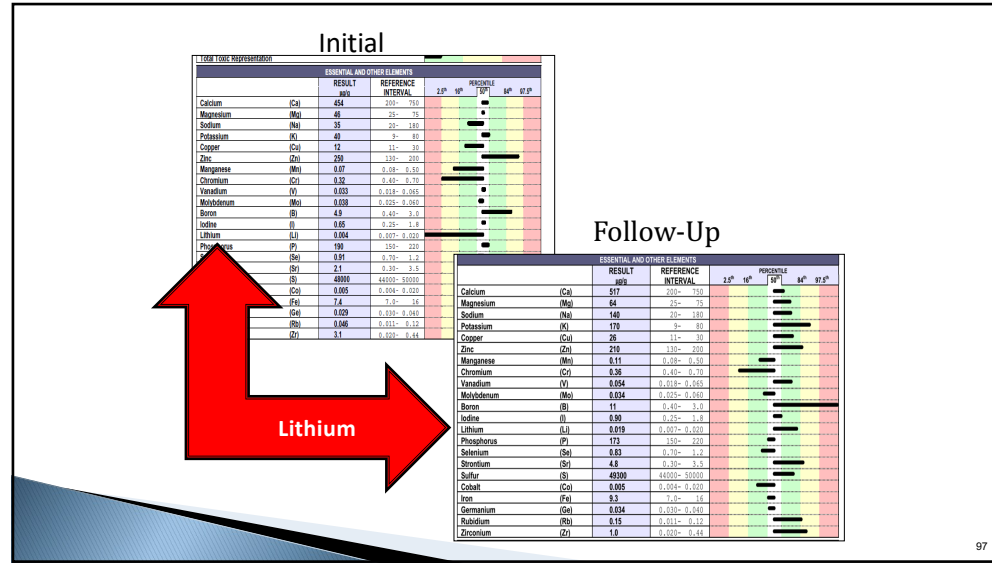 Initial
Total Toxic Representation
ESSENTIAL AND OTHER ELEMENTS
RESULT REFERENCE PERCENTILE
µg/g INTERVAL 2.5th 16th 50th 84th 97.5th
Calcium (Ca) 454 200- 750
Magnesium (Mg) 46 25- 75
Sodium (Na) 35 20- 180
Potassium (K) 40 9- 80
Copper (Cu) 12 11- 30
Zinc (Zn) 250 130- 200
Manganese (Mn) 0.07 0.08- 0.50
Chromium (Cr) 0.32 0.40- 0.70
Vanadium (V) 0.033 0.018- 0.065
Molybdenum (Mo) 0.038 0.025- 0.060
Boron (B) 4.9 0.40- 3.0
Iodine (I) 0.65 0.25- 1.8
Lithium (Li) 0.004 0.007- 0.020
(P) 190 150- 220
(Se) 0.91 0.70- 1.2
(Sr) 2.1 0.30- 3.5
(S) 48000 44000- 50000
(Co) 0.005 0.004- 0.020
(Fe) 7.4 7.0- 16
(Ge) 0.029 0.030- 0.040
(Rb) 0.046 0.011- 0.12
(Zr) 3.1 0.020- 0.44
Lithium
Follow-Up
ESSENTIAL AND OTHER ELEMENTS
RESULT REFERENCE PERCENTILE
µg/g INTERVAL 2.5th 16th 50th 84th 97.5th
Calcium (Ca) 517 200- 750
Magnesium (Mg) 64 25- 75
Sodium (Na) 140 20- 180
Potassium (K) 170 9- 80
Copper (Cu) 26 11- 30
Zinc (Zn) 210 130- 200
Manganese (Mn) 0.11 0.08- 0.50
Chromium (Cr) 0.36 0.40- 0.70
Vanadium (V) 0.054 0.018- 0.065
Molybdenum (Mo) 0.034 0.025- 0.060
Boron (B) 11 0.40- 3.0
Iodine (I) 0.90 0.25- 1.8
Lithium (Li) 0.019 0.007- 0.020
Phosphorus (P) 173 150- 220
Selenium (Se) 0.83 0.70- 1.2
Strontium (Sr) 4.8 0.30- 3.5
Sulfur (S) 49300 44000- 50000
Cobalt (Co) 0.005 0.004- 0.020
Iron (Fe) 9.3 7.0- 16
Germanium (Ge) 0.034 0.030- 0.040
Rubidium (Rb) 0.15 0.011- 0.12
Zirconium (Zr) 1.0 0.020- 0.44
97